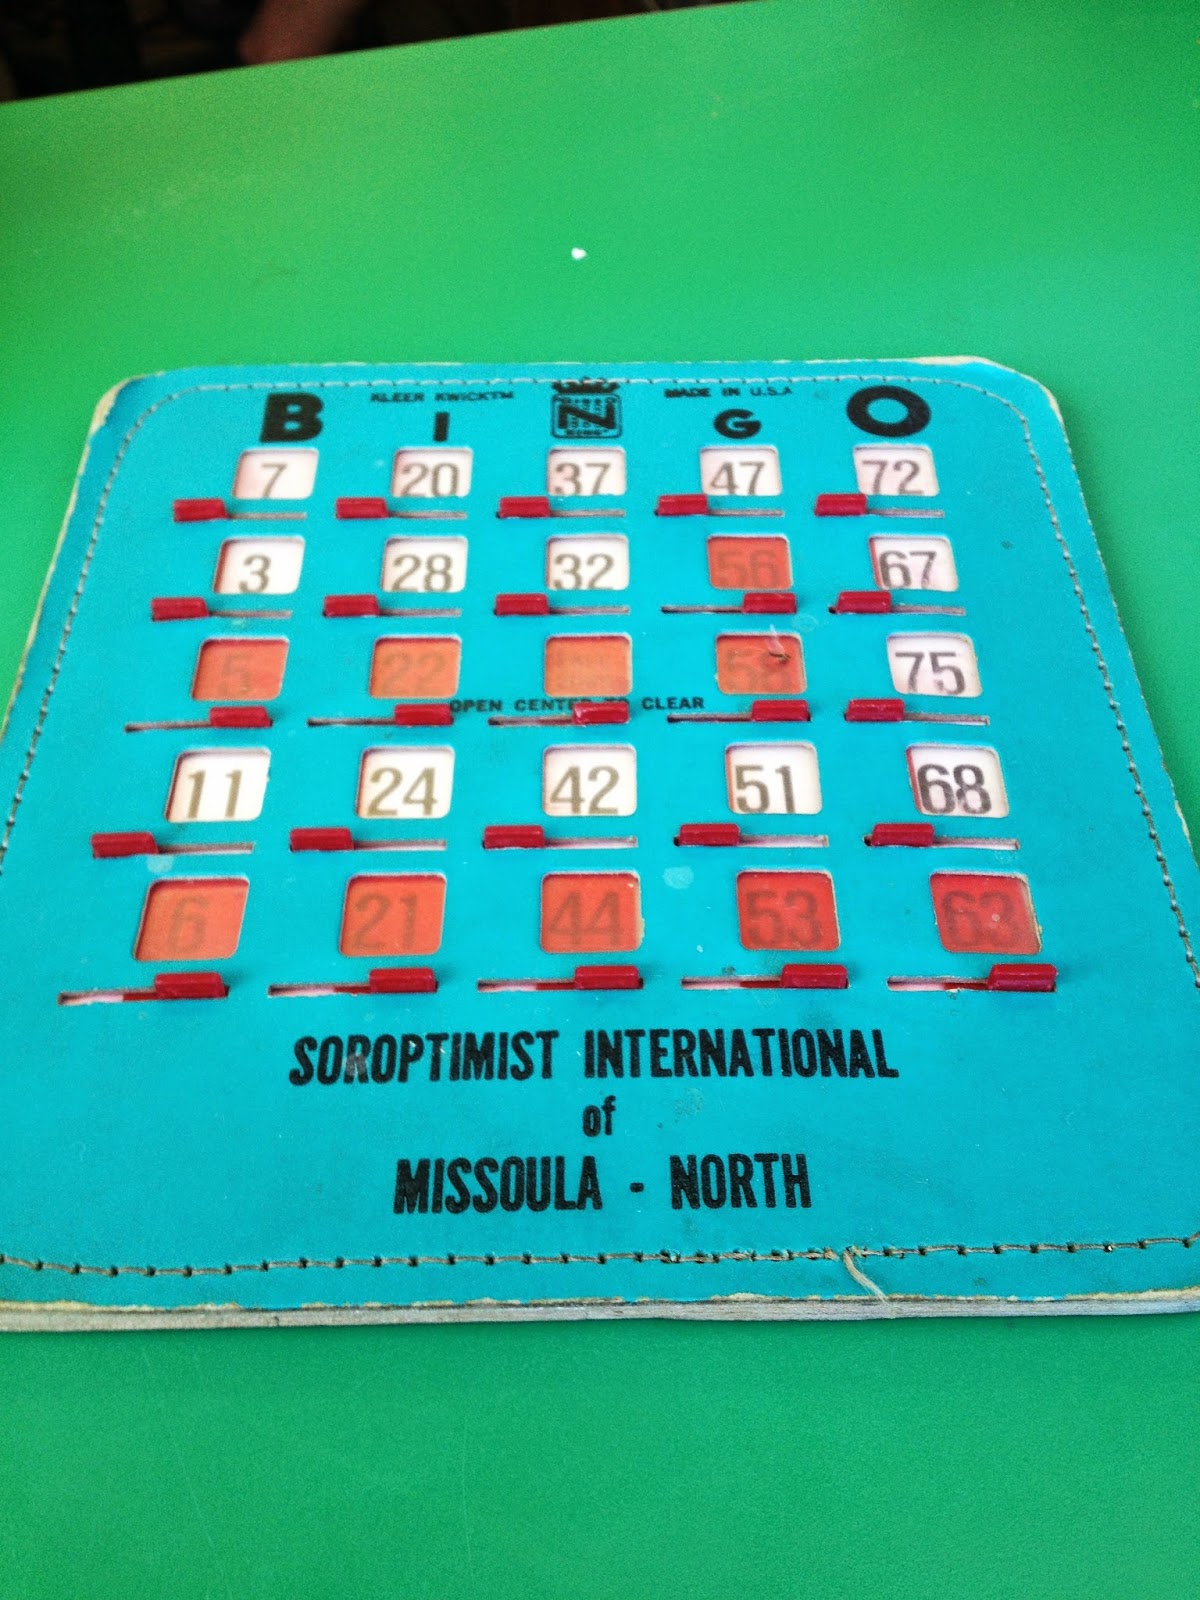 KLEER KWICK™ MADE IN U.S.A
B I N G O
KING
7 20 37 47 72
3 28 32 56 67
5 22 58 75
OPEN CENTER TO CLEAR
11 24 42 51 68
6 21 44 53 63
SOROPTIMIST INTERNATIONAL
of
MISSOULA - NORTH